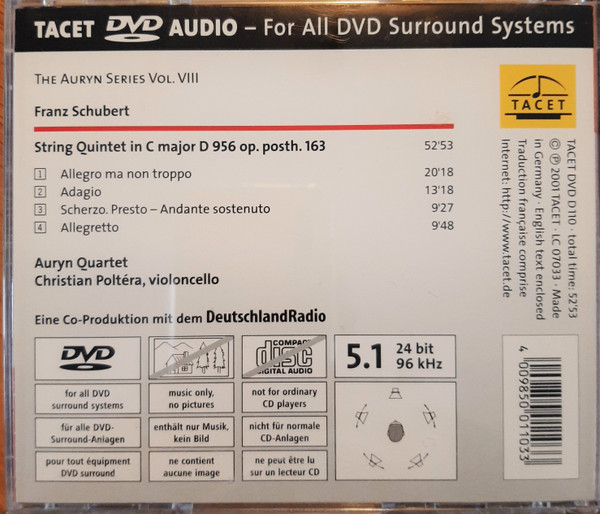 TACET DVD AUDIO – For All DVD Surround Systems
THE AURYN SERIES VOL. VIII
Franz Schubert
String Quintet in C major D 956 op. posth. 163 52'53
1 Allegro ma non troppo 20'18
2 Adagio 13'18
3 Scherzo. Presto – Andante sostenuto 9'27
4 Allegretto 9'48
Auryn Quartet
Christian Poltéra, violoncello
Eine Co-Produktion mit dem DeutschlandRadio
TACET
TACET DVD D110 · total time: 52'53
© ℗ 2001 TACET · LC 07033 · Made
in Germany · English text enclosed
Traduction française comprise
Internet: http://www.tacet.de
DVD
COMPACT
disc
DIGITAL AUDIO
5.1 24 bit
96 kHz
for all DVD
surround systems
music only,
no pictures
not for ordinary
CD players
für alle DVD-
Surround-Anlagen
enthält nur Musik,
kein Bild
nicht für normale
CD-Anlagen
pour tout équipment
DVD surround
ne contient
aucune image
ne peut être lu
sur un lecteur CD
4 009850 011033